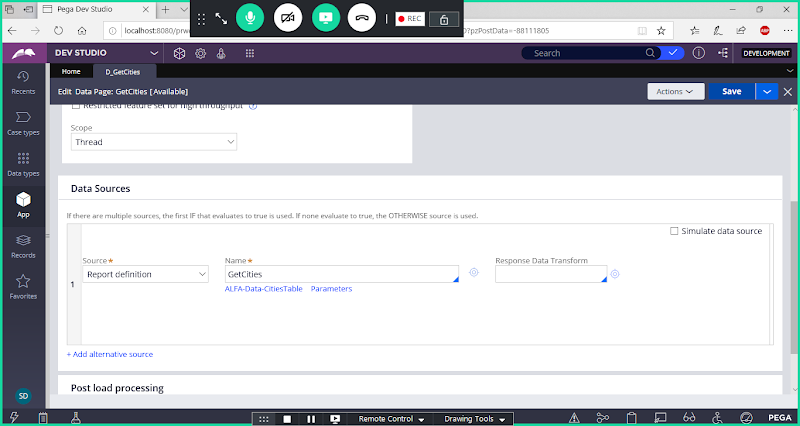 Pega Dev Studio
localhost:8080/prw
0?pzPostData=-88111805
REC
ABP
DEV STUDIO
Search
DEVELOPMENT
Home
D_GetCities
Edit Data Page: GetCities [Available]
Actions
Save
Recents
Case types
Data types
App
Records
Favorites
SD
Restricted feature set for high throughput
Scope
Thread
Data Sources
If there are multiple sources, the first IF that evaluates to true is used. If none evaluate to true, the OTHERWISE source is used.
Simulate data source
Source★
Name★
Response Data Transform
1
Report definition
GetCities
ALFA-Data-CitiesTable
Parameters
+ Add alternative source
Post load processing
Remote Control
Drawing Tools
PEGA